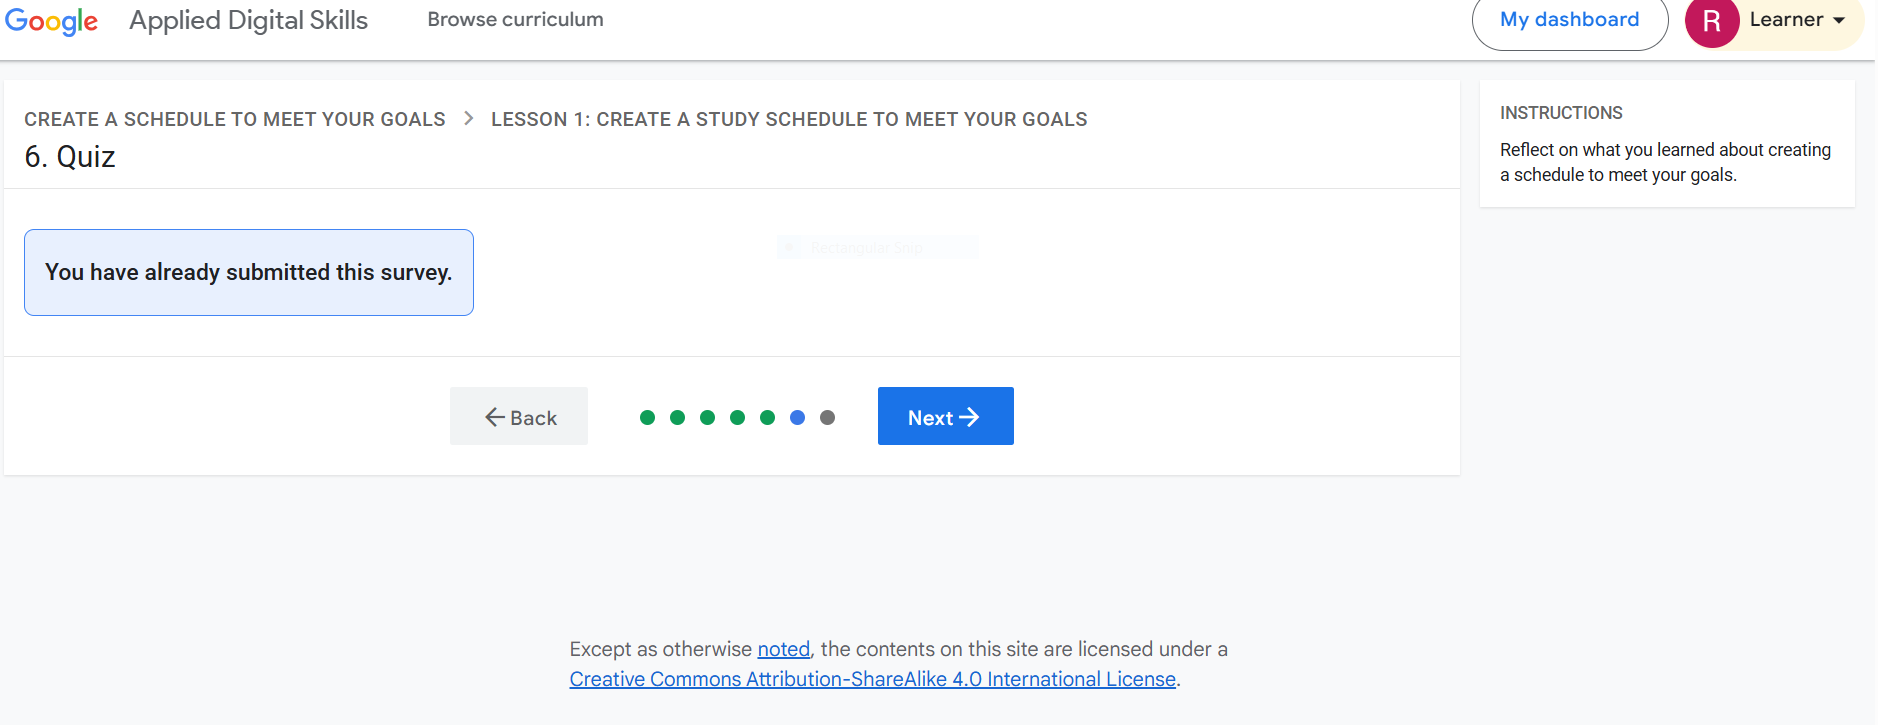 Google Applied Digital Skills Browse curriculum My dashboard R Learner
CREATE A SCHEDULE TO MEET YOUR GOALS > LESSON 1: CREATE A STUDY SCHEDULE TO MEET YOUR GOALS
6. Quiz
You have already submitted this survey.
Rectangular Snip
← Back
Next →
INSTRUCTIONS
Reflect on what you learned about creating
a schedule to meet your goals.
Except as otherwise noted, the contents on this site are licensed under a
Creative Commons Attribution-ShareAlike 4.0 International License.